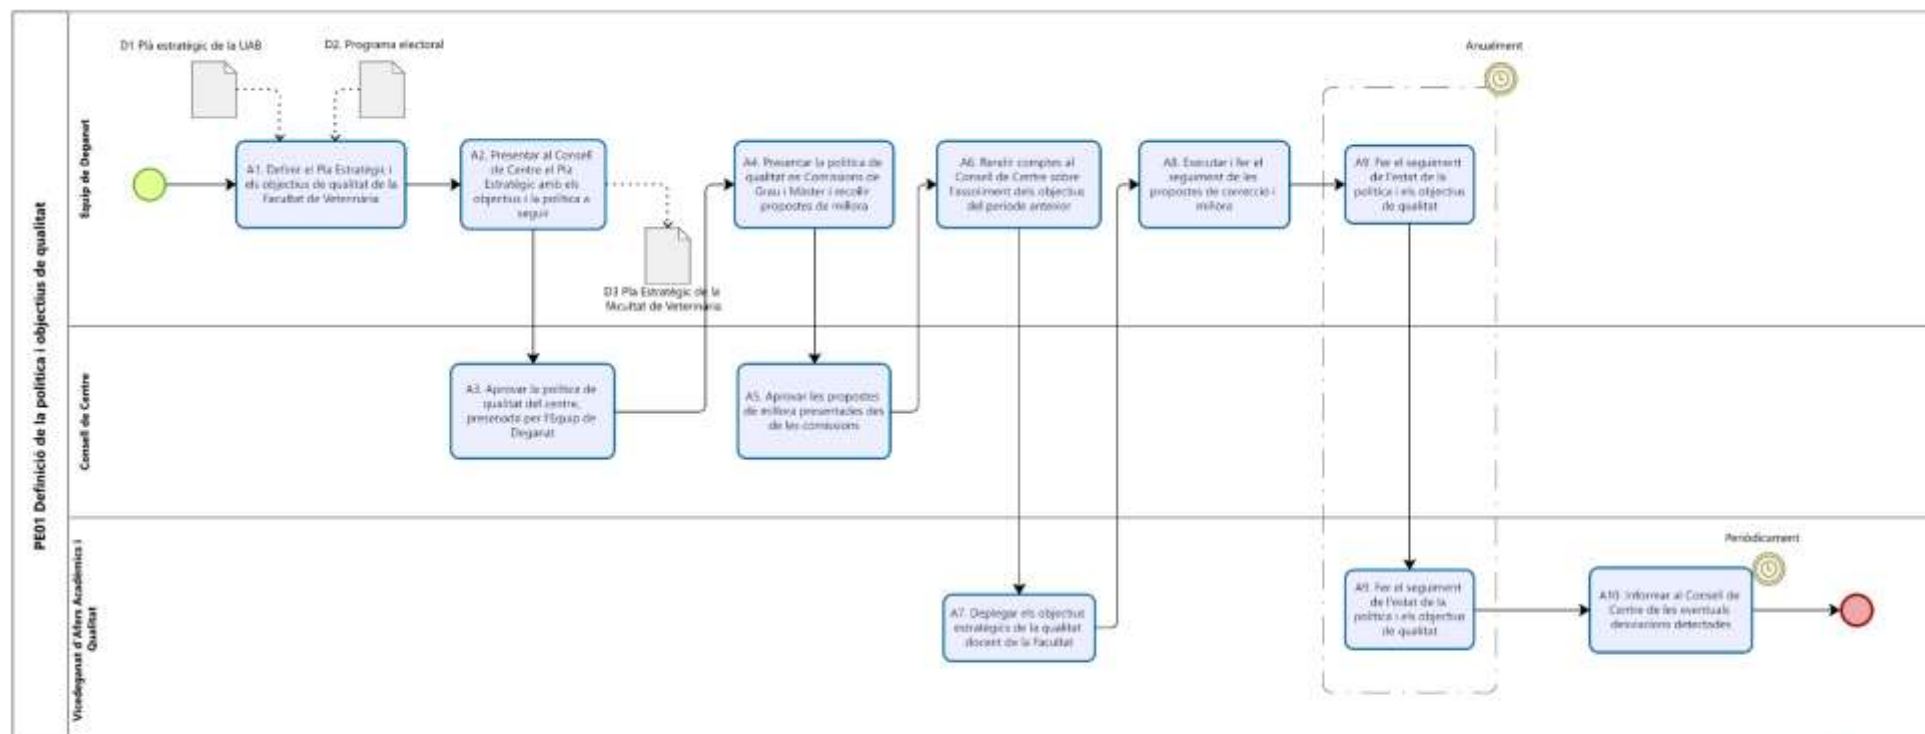 PE01 Definició de la política i objectius de qualitat
Equip de Deganat
D1 Plà estratègic de la UAB
D2. Programa electoral
A1. Definir el Pla Estratègic i
els objectius de qualitat de la
Facultat de Veterinària
A2. Presentar al Consell
de Centre el Pla
Estratègic amb els
objectius i la política a
seguir
D3 Pla Estratègic de la
de Veterinària
A4. Presentar la política de
qualitat en Comissions de
Grau i Màster i recollir
propostes de millora
A6. Rendir comptes al
Consell de Centre sobre
l'assoliment dels objectius
del període anterior
A8. Executar i fer el
seguiment de les
propostes de correcció i
millora
Anualment
A9. Fer el seguiment
de l'estat de la
política i els objectius
de qualitat
Consell de Centre
A3. Aprovar la política de
qualitat del centre,
presenada per l'Equip de
Deganat
A5. Aprovar les propostes
de millora presentades des
de les comissions
Vicedeganat d'Afers Acadèmics i
Qualitat
A7. Desplegar els objectius
estratègics de la qualitat
docent de la Facultat
A9. Fer el seguiment
de l'estat de la
política i els objectius
de qualitat
Periòdicament
A10. Informar al Consell de
Centre de les eventuals
desviacions detectades